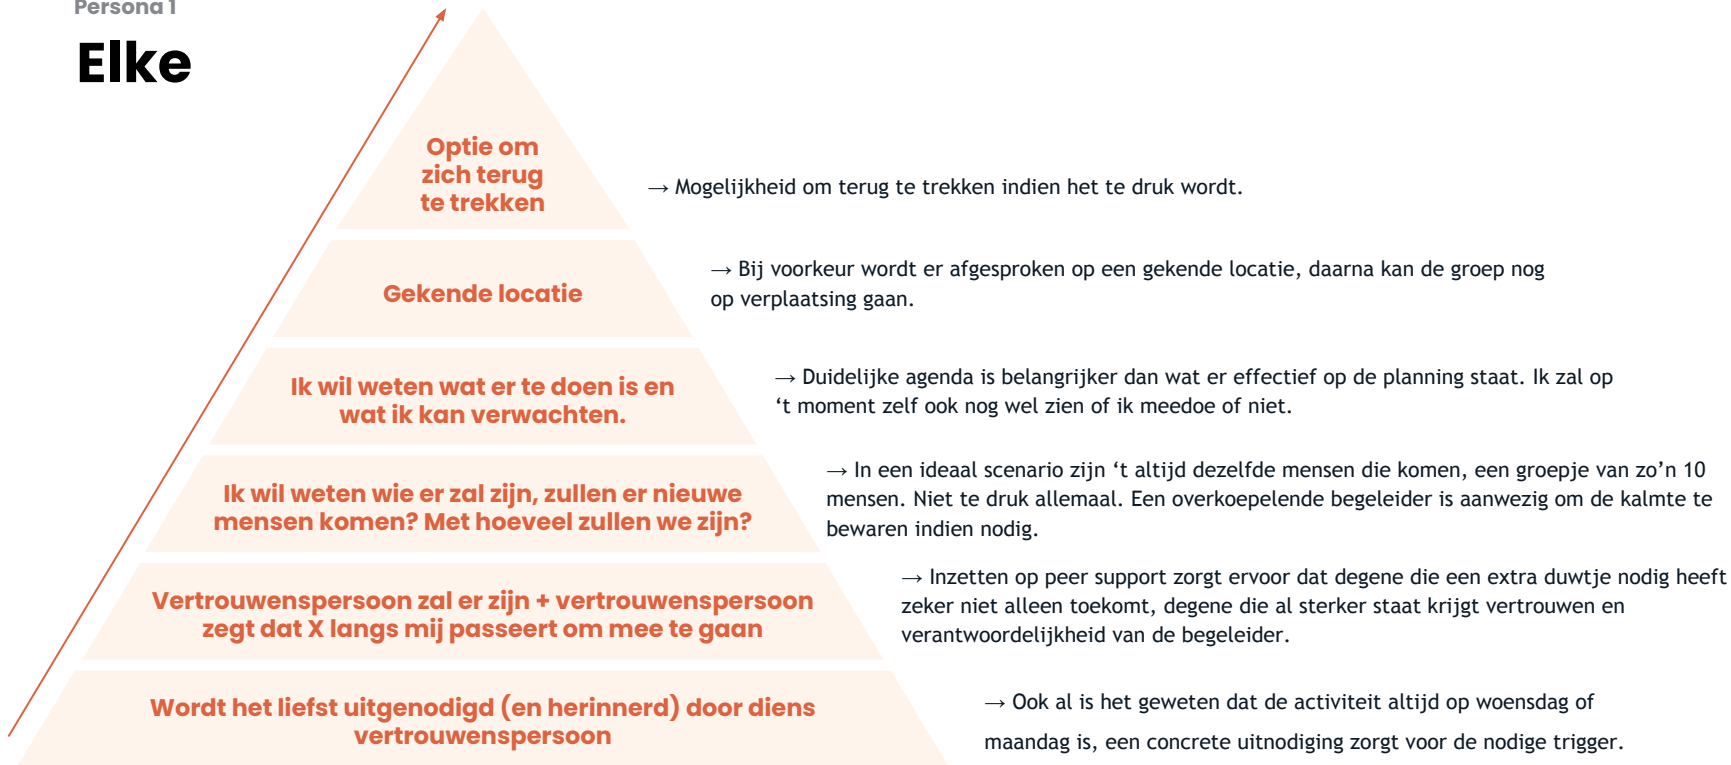 Persona 1
Elke
Optie om
zich terug
te trekken
→ Mogelijkheid om terug te trekken indien het te druk wordt.
Gekende locatie
→ Bij voorkeur wordt er afgesproken op een gekende locatie, daarna kan de groep nog
op verplaatsing gaan.
Ik wil weten wat er te doen is en
wat ik kan verwachten.
→ Duidelijke agenda is belangrijker dan wat er effectief op de planning staat. Ik zal op
‘t moment zelf ook nog wel zien of ik meedoe of niet.
Ik wil weten wie er zal zijn, zullen er nieuwe
mensen komen? Met hoeveel zullen we zijn?
→ In een ideaal scenario zijn ‘t altijd dezelfde mensen die komen, een groepje van zo’n 10
mensen. Niet te druk allemaal. Een overkoepelende begeleider is aanwezig om de kalmte te
bewaren indien nodig.
Vertrouwenspersoon zal er zijn + vertrouwenspersoon
zegt dat X langs mij passeert om mee te gaan
→ Inzetten op peer support zorgt ervoor dat degene die een extra duwtje nodig heeft
zeker niet alleen toekomt, degene die al sterker staat krijgt vertrouwen en
verantwoordelijkheid van de begeleider.
Wordt het liefst uitgenodigd (en herinnerd) door diens
vertrouwenspersoon
→ Ook al is het geweten dat de activiteit altijd op woensdag of
maandag is, een concrete uitnodiging zorgt voor de nodige trigger.